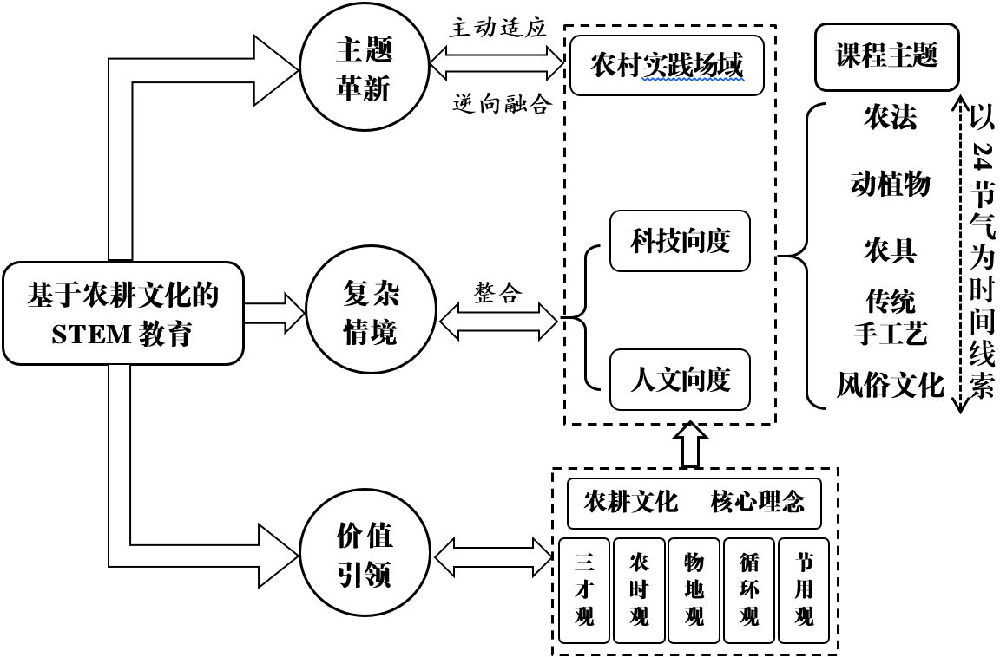 基于农耕文化的
STEM 教育
主题
革新
主动适应
逆向融合
农村实践场域
复杂
情境
整合
科技向度
人文向度
价值
引领
农耕文化 核心理念
三才观
农时观
物地观
循环观
节用观
课程主题
农法
动植物
农具
传统
手工艺
风俗文化
以 24 节气为时间线索